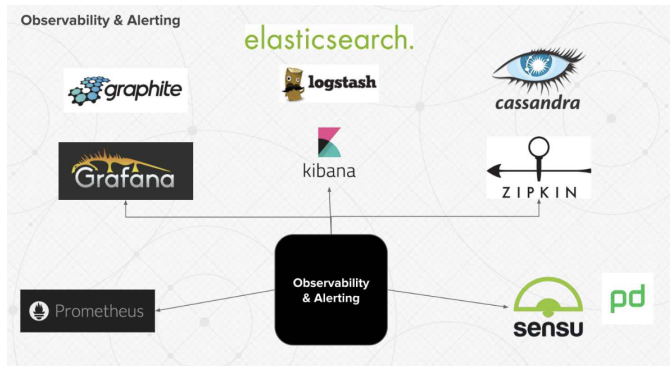 Observability & Alerting
elasticsearch.
graphite
logstash
cassandra
Grafana
kibana
ZIPKIN
Observability
& Alerting
Prometheus
sensu
pd